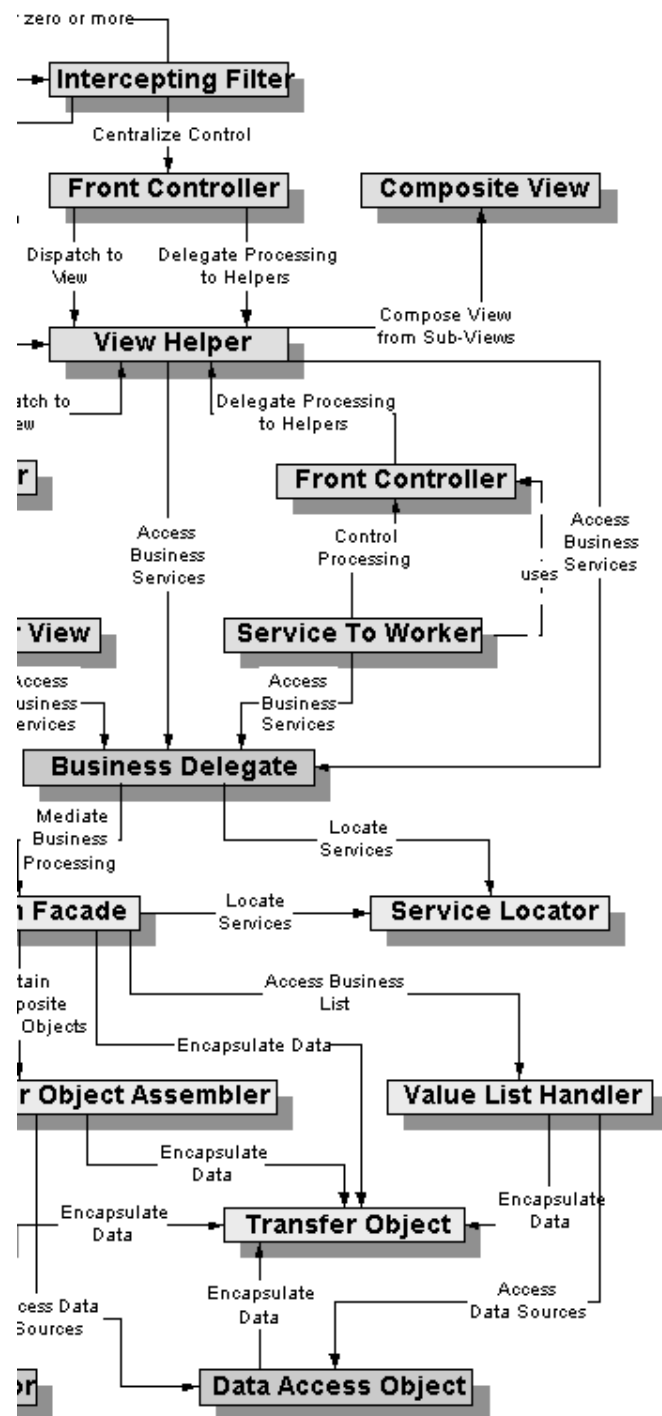 zero or more
Intercepting Filter
Centralize Control
Front Controller
Composite View
Dispatch to
View
Delegate Processing
to Helpers
Compose View
from Sub-Views
View Helper
atch to
ew
Delegate Processing
to Helpers
r
Front Controller
Access
Business
Services
Control
Processing
uses
Access
Business
Services
r View
Service To Worker
Access
usiness
ervices
Access
Business
Services
Business Delegate
Mediate
Business
Processing
Locate
Services
n Facade
Locate
Services
Service Locator
tain
posite
Objects
Access Business
List
Encapsulate Data
r Object Assembler
Value List Handler
Encapsulate
Data
Encapsulate
Data
Transfer Object
Encapsulate
Data
Encapsulate
Data
cess Data
Sources
Access
Data Sources
or
Data Access Object